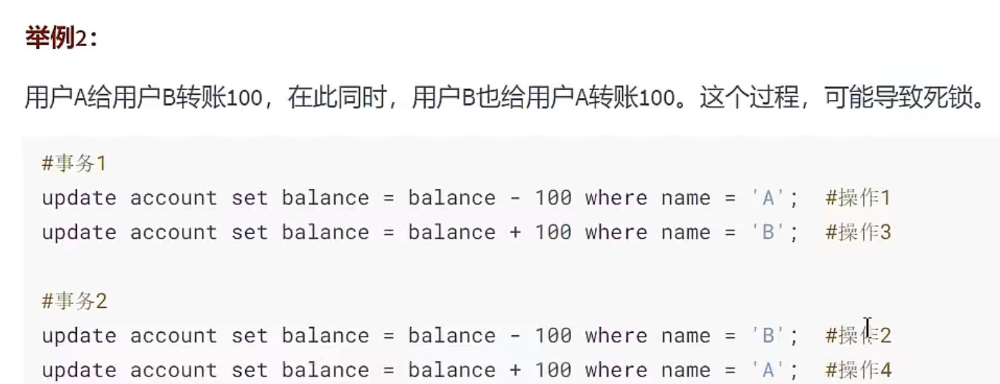 举例2：
用户A给用户B转账100，在此同时，用户B也给用户A转账100。这个过程，可能导致死锁。
#事务1
update account set balance = balance - 100 where name = 'A';  #操作1
update account set balance = balance + 100 where name = 'B';  #操作3
#事务2
update account set balance = balance - 100 where name = 'B';  #操作2
update account set balance = balance + 100 where name = 'A';  #操作4